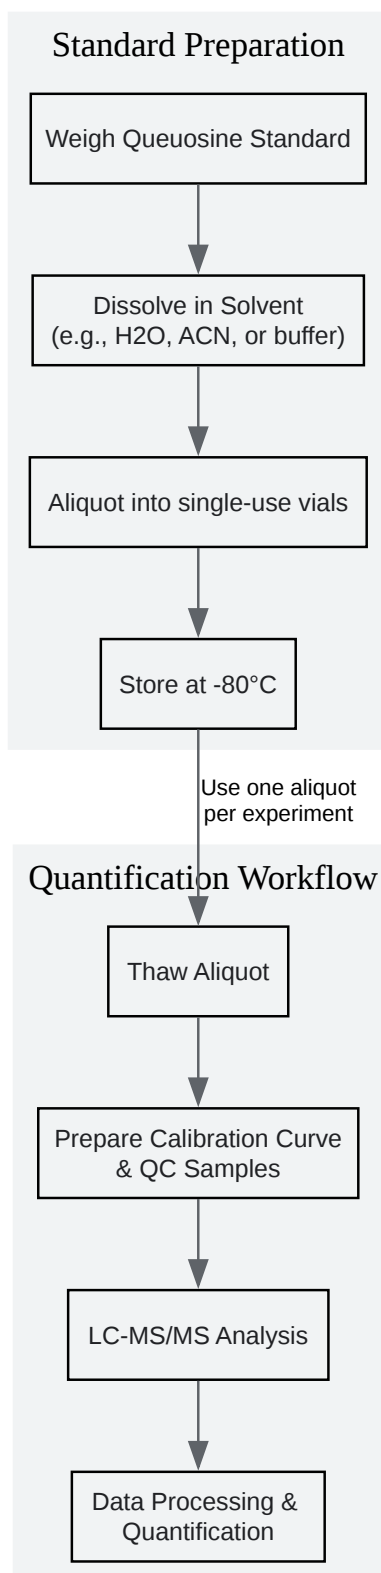 Standard Preparation
Weigh Queuosine Standard
Dissolve in Solvent
(e.g., H2O, ACN, or buffer)
Aliquot into single-use vials
Store at -80°C
Use one aliquot
per experiment
Quantification Workflow
Thaw Aliquot
Prepare Calibration Curve
& QC Samples
LC-MS/MS Analysis
Data Processing &
Quantification